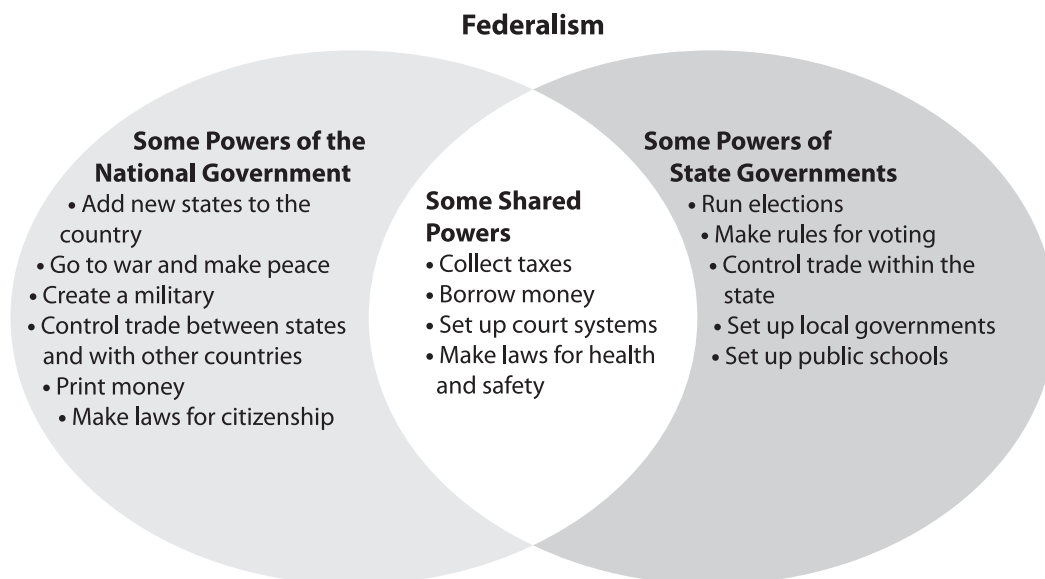 Federalism
Some Powers of the
National Government
• Add new states to the
country
• Go to war and make peace
• Create a military
• Control trade between states
and with other countries
• Print money
• Make laws for citizenship
Some Shared
Powers
• Collect taxes
• Borrow money
• Set up court systems
• Make laws for health
and safety
Some Powers of
State Governments
• Run elections
• Make rules for voting
• Control trade within the
state
• Set up local governments
• Set up public schools